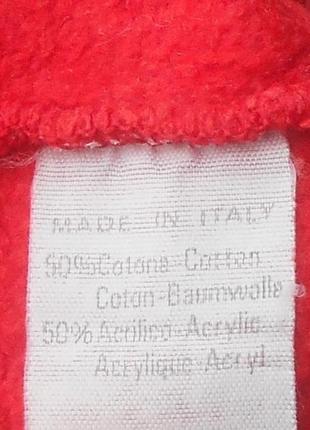 MADE IN ITALY
50% Cotone Cotton
Coton-Baumwolle
50% Acrilico Acrylic
Acrylique Acryl.